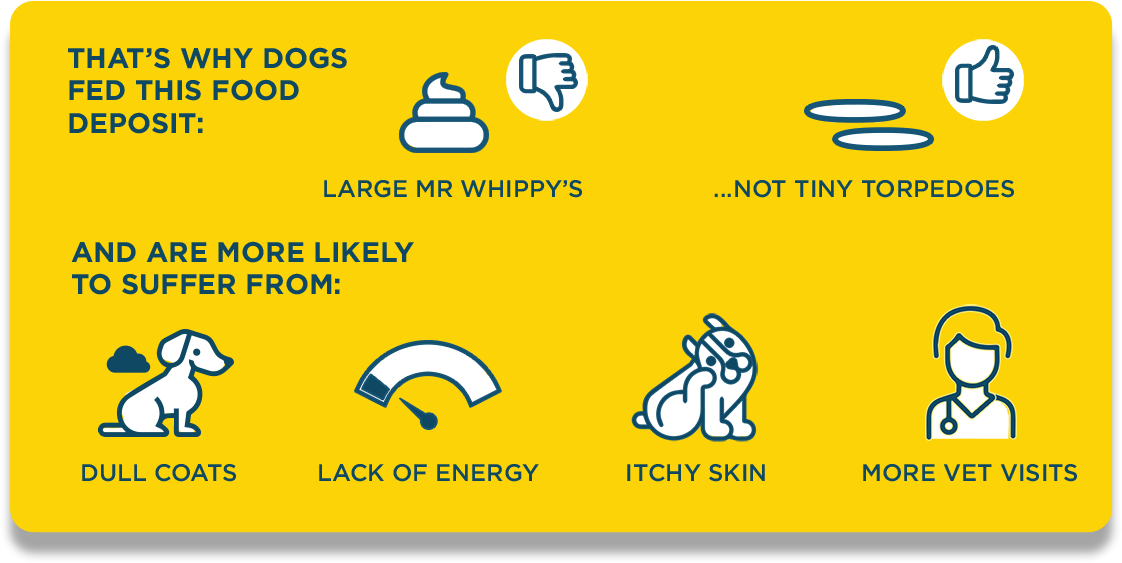 THAT'S WHY DOGS
FED THIS FOOD
DEPOSIT:
LARGE MR WHIPPY'S
...NOT TINY TORPEDOES
AND ARE MORE LIKELY
TO SUFFER FROM:
DULL COATS
LACK OF ENERGY
ITCHY SKIN
MORE VET VISITS